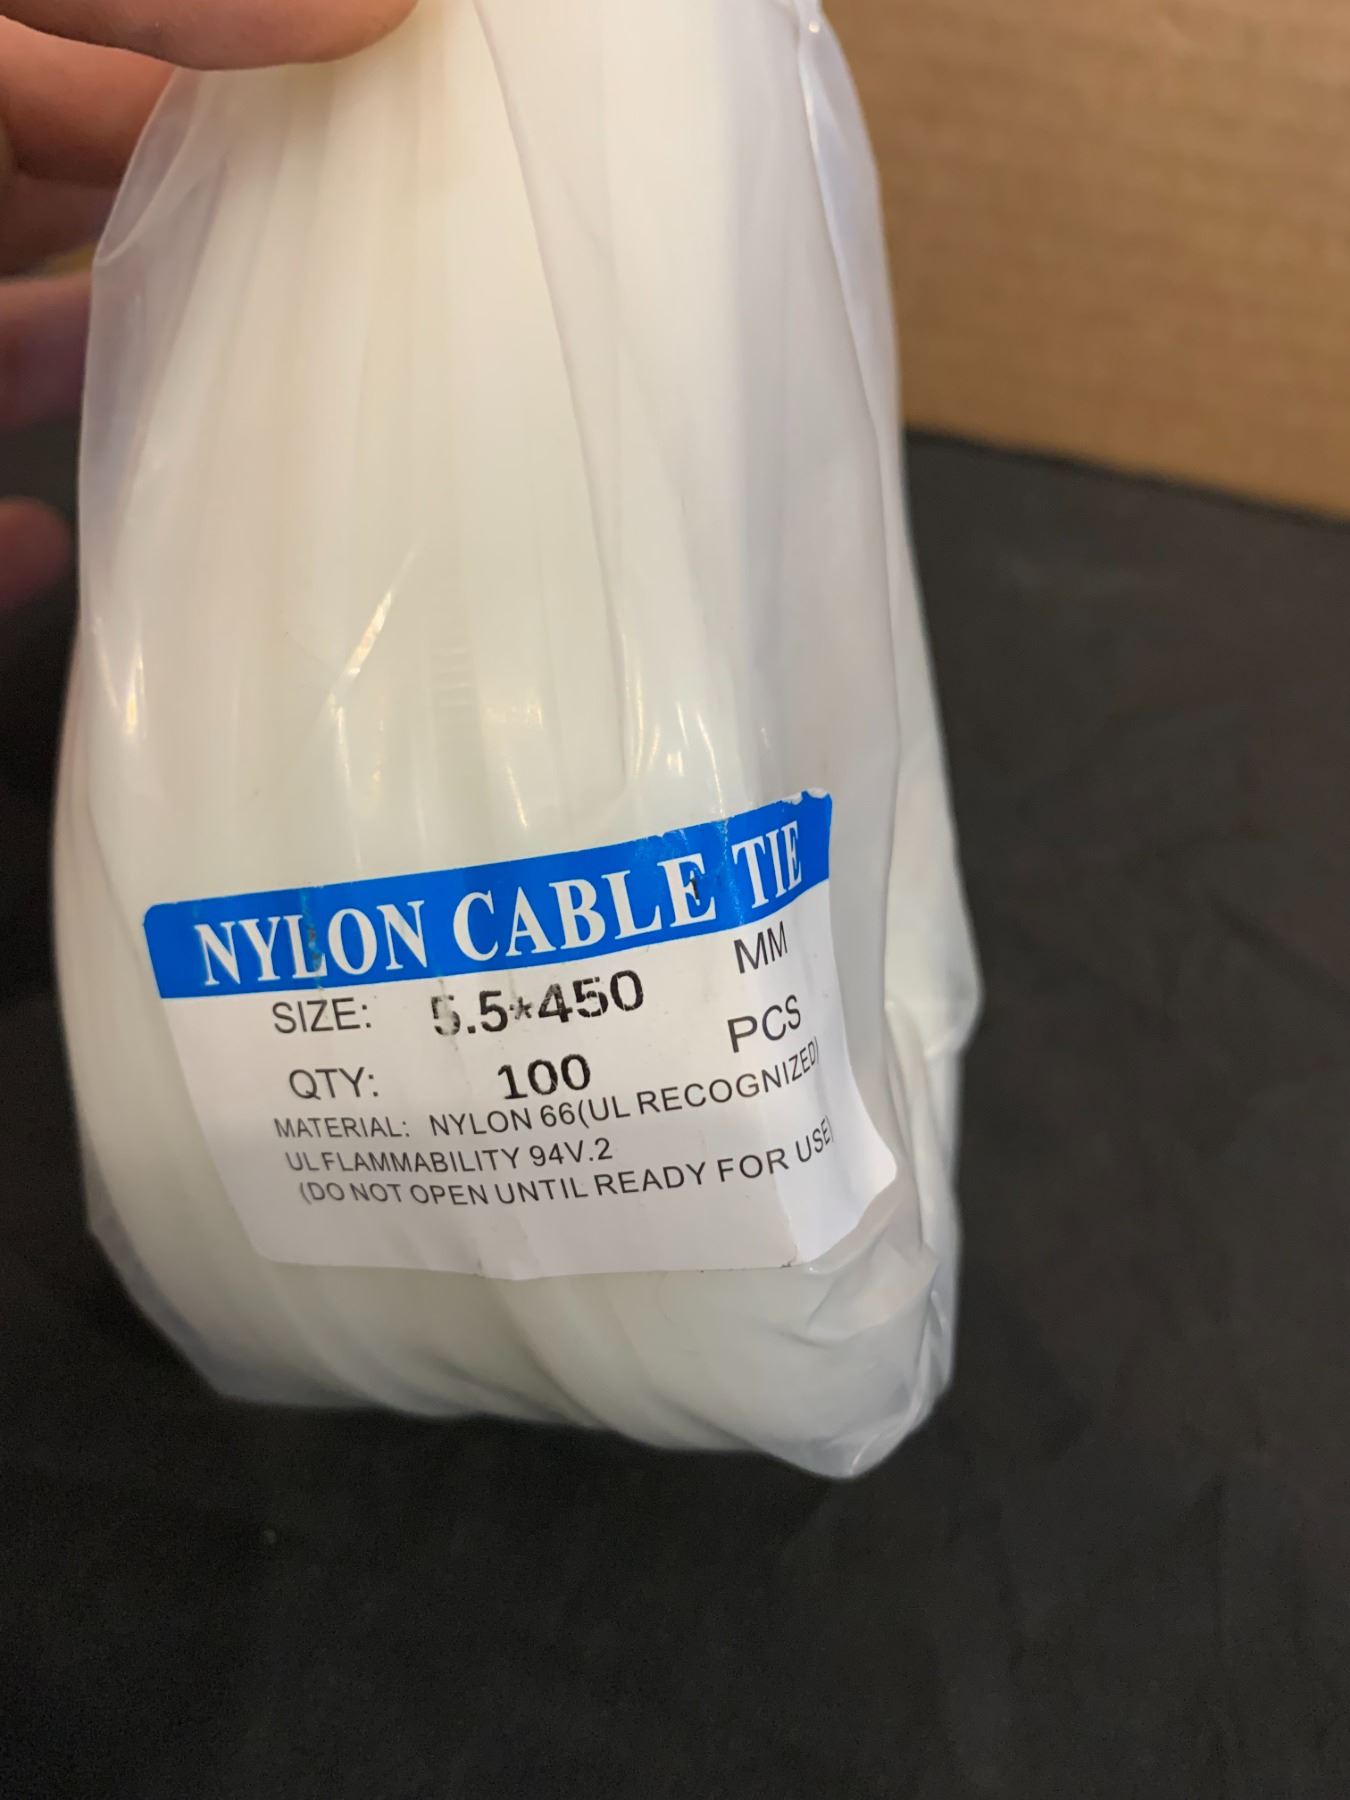 NYLON CABLE TIE
SIZE: 5.5*450 MM
QTY: 100 PCS
MATERIAL: NYLON 66(UL RECOGNIZED)
UL FLAMMABILITY 94V.2
(DO NOT OPEN UNTIL READY FOR USE)